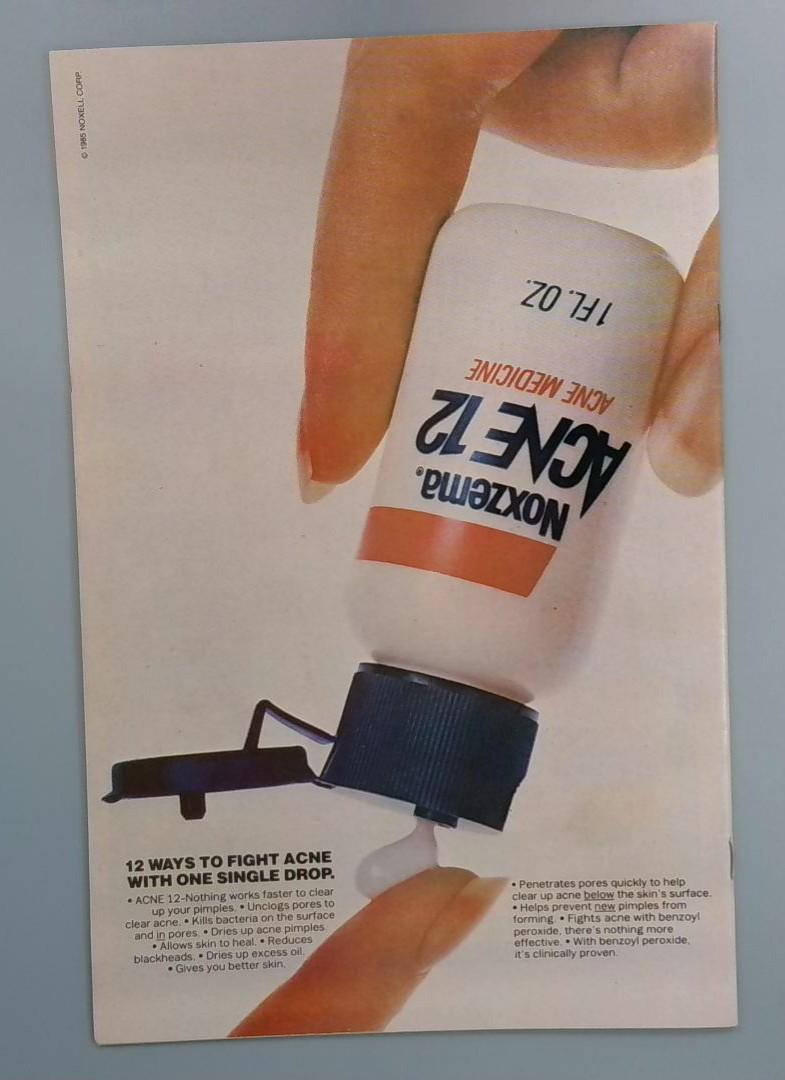 © 1985 NOXELL CORP.
1 FL. OZ.
ACNE MEDICINE
ACNE 12
Noxzema®
12 WAYS TO FIGHT ACNE
WITH ONE SINGLE DROP.
• ACNE 12-Nothing works faster to clear
up your pimples. • Unclogs pores to
clear acne. • Kills bacteria on the surface
and in pores. • Dries up acne pimples.
• Allows skin to heal. • Reduces
blackheads. • Dries up excess oil.
• Gives you better skin.
• Penetrates pores quickly to help
clear up acne below the skin's surface.
• Helps prevent new pimples from
forming. • Fights acne with benzoyl
peroxide, there's nothing more
effective. • With benzoyl peroxide,
it's clinically proven.